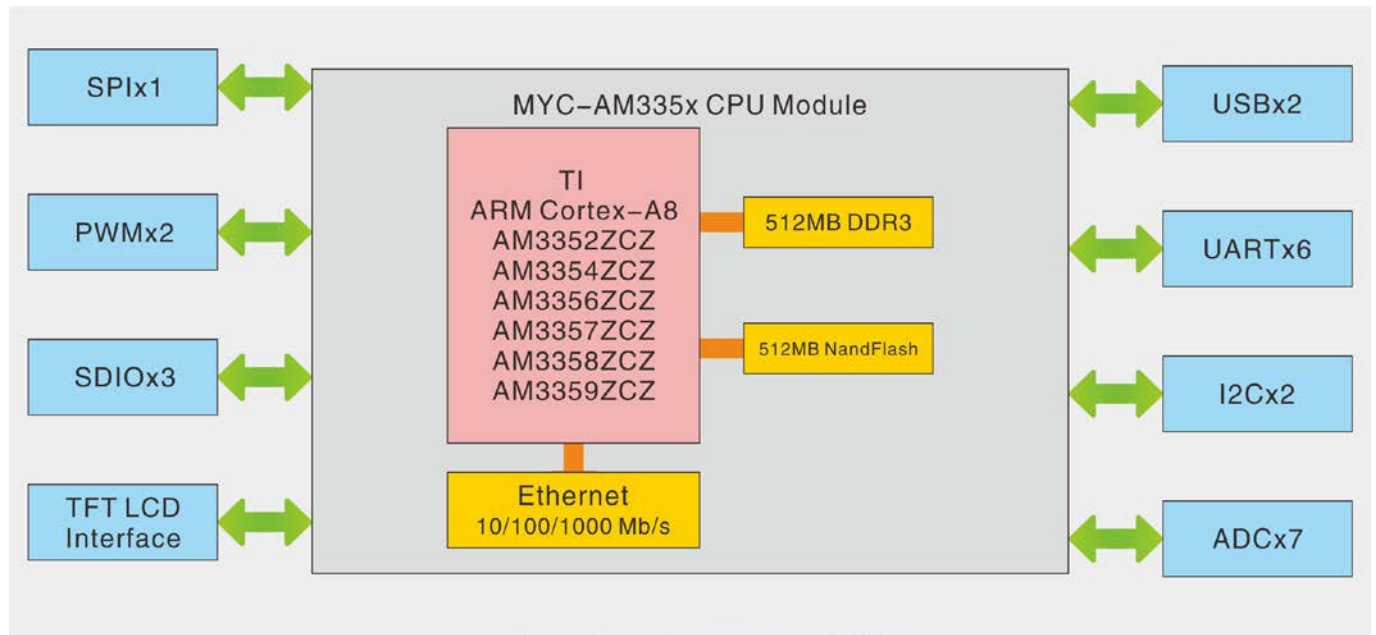 MYC–AM335x CPU Module
SPIx1
PWMx2
SDIOx3
TFT LCD
Interface
TI
ARM Cortex–A8
AM3352ZCZ
AM3354ZCZ
AM3356ZCZ
AM3357ZCZ
AM3358ZCZ
AM3359ZCZ
512MB DDR3
512MB NandFlash
Ethernet
10/100/1000 Mb/s
USBx2
UARTx6
I2Cx2
ADCx7